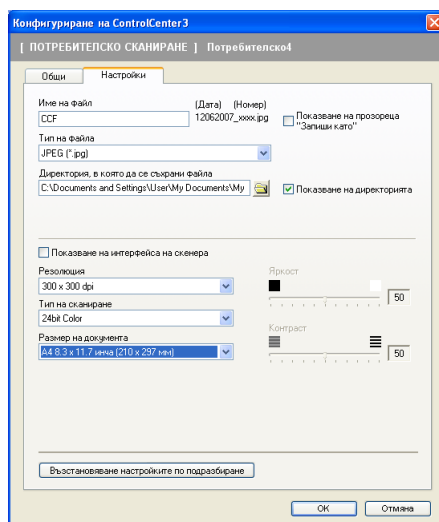 Конфигуриране на ControlCenter3
[ ПОТРЕБИТЕЛСКО СКАНИРАНЕ ] Потребителско4
Общи Настройки
Име на файл (Дата) (Номер)
CCF 12062007_xxxx.jpg Показване на прозореца
"Запиши като"
Тип на файла
JPEG (*.jpg)
Директория, в която да се съхрани файла
C:\Documents and Settings\User\My Documents\My Показване на директорията
Показване на интерфейса на скенера
Резолюция Яркост
300 x 300 dpi 50
Тип на сканиране
24bit Color
Размер на документа Контраст
A4 8.3 x 11.7 инча (210 x 297 мм) 50
Възстановяване настройките по подразбиране
OK Отмяна